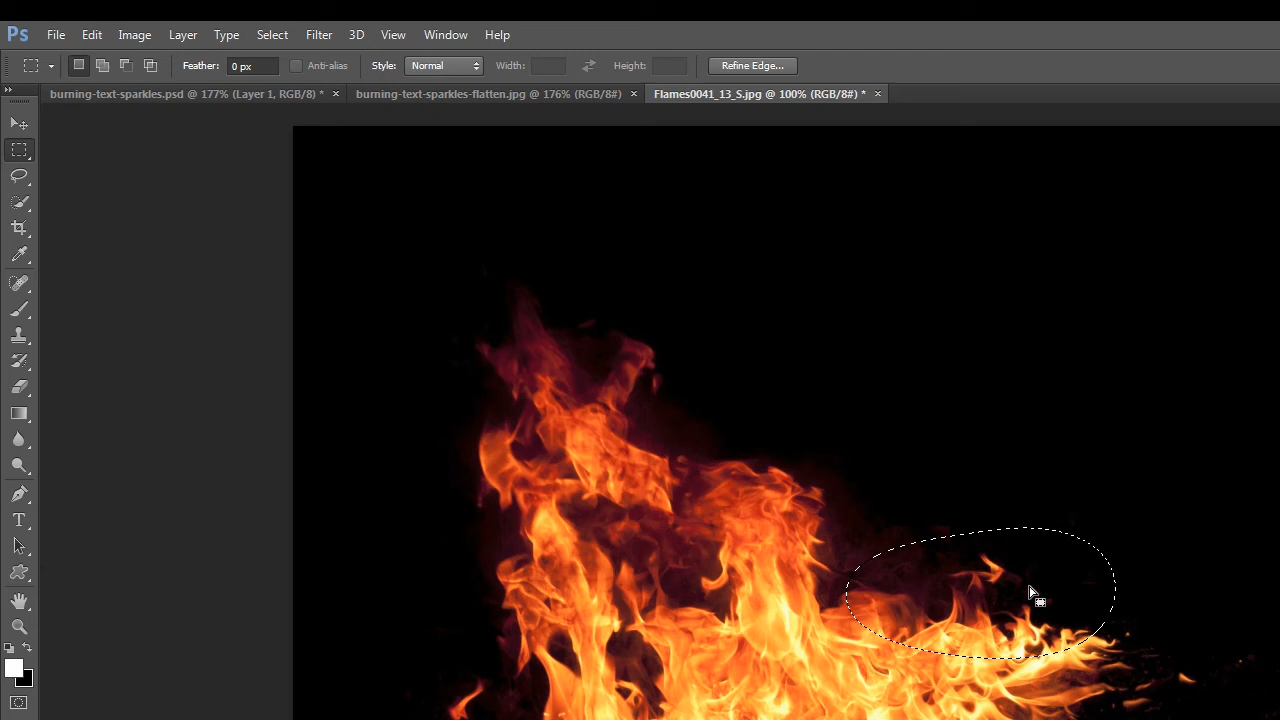 Ps File Edit Image Layer Type Select Filter 3D View Window Help
Feather: 0 px Anti-alias Style: Normal Width: Height: Refine Edge...
burning-text-sparkles.psd @ 177% (Layer 1, RGB/8) * × burning-text-sparkles-flatten.jpg @ 176% (RGB/8#) × Flames0041_13_S.jpg @ 100% (RGB/8#) * ×
T